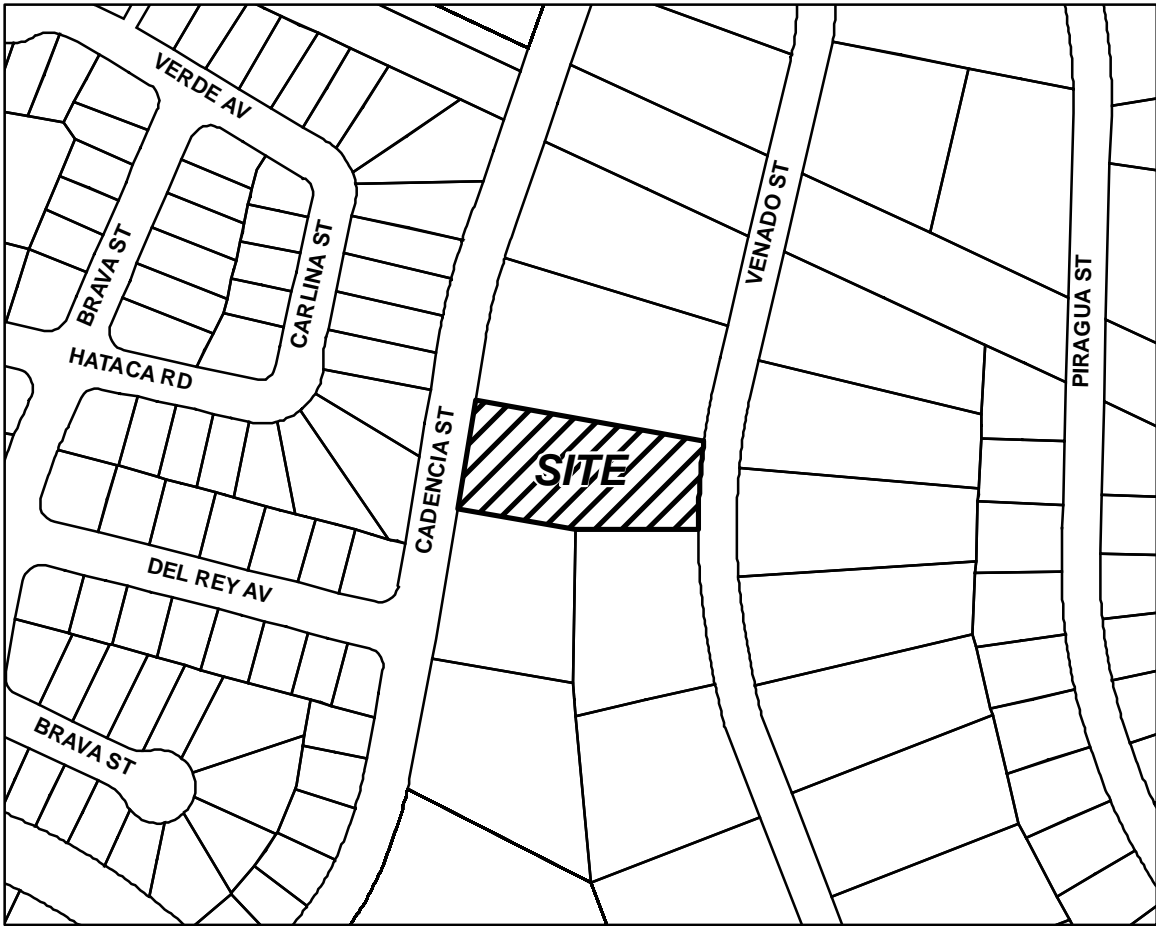 VERDE AV
VENADO ST
BRAVA ST
CARLINA ST
PIRAGUA ST
HATACA RD
CADENCIA ST
SITE
DEL REY AV
BRAVA ST